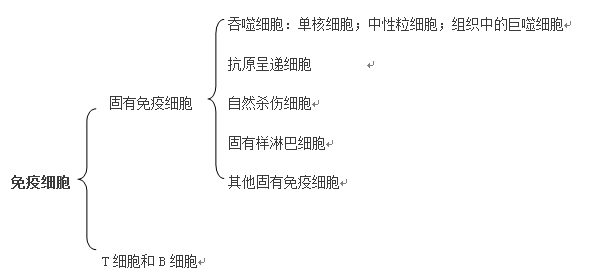 吞噬细胞：单核细胞；中性粒细胞；组织中的巨噬细胞
抗原呈递细胞
固有免疫细胞
自然杀伤细胞
固有样淋巴细胞
免疫细胞
其他固有免疫细胞
T 细胞和 B 细胞